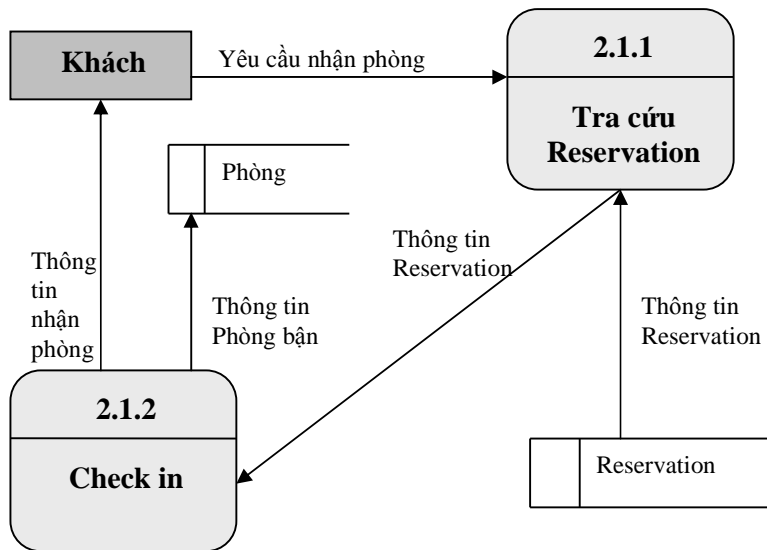 Khách
Yêu cầu nhận phòng
2.1.1
Tra cứu
Reservation
Phòng
Thông tin
Reservation
Thông
tin
nhận
phòng
Thông tin
Phòng bận
Thông tin
Reservation
2.1.2
Check in
Reservation